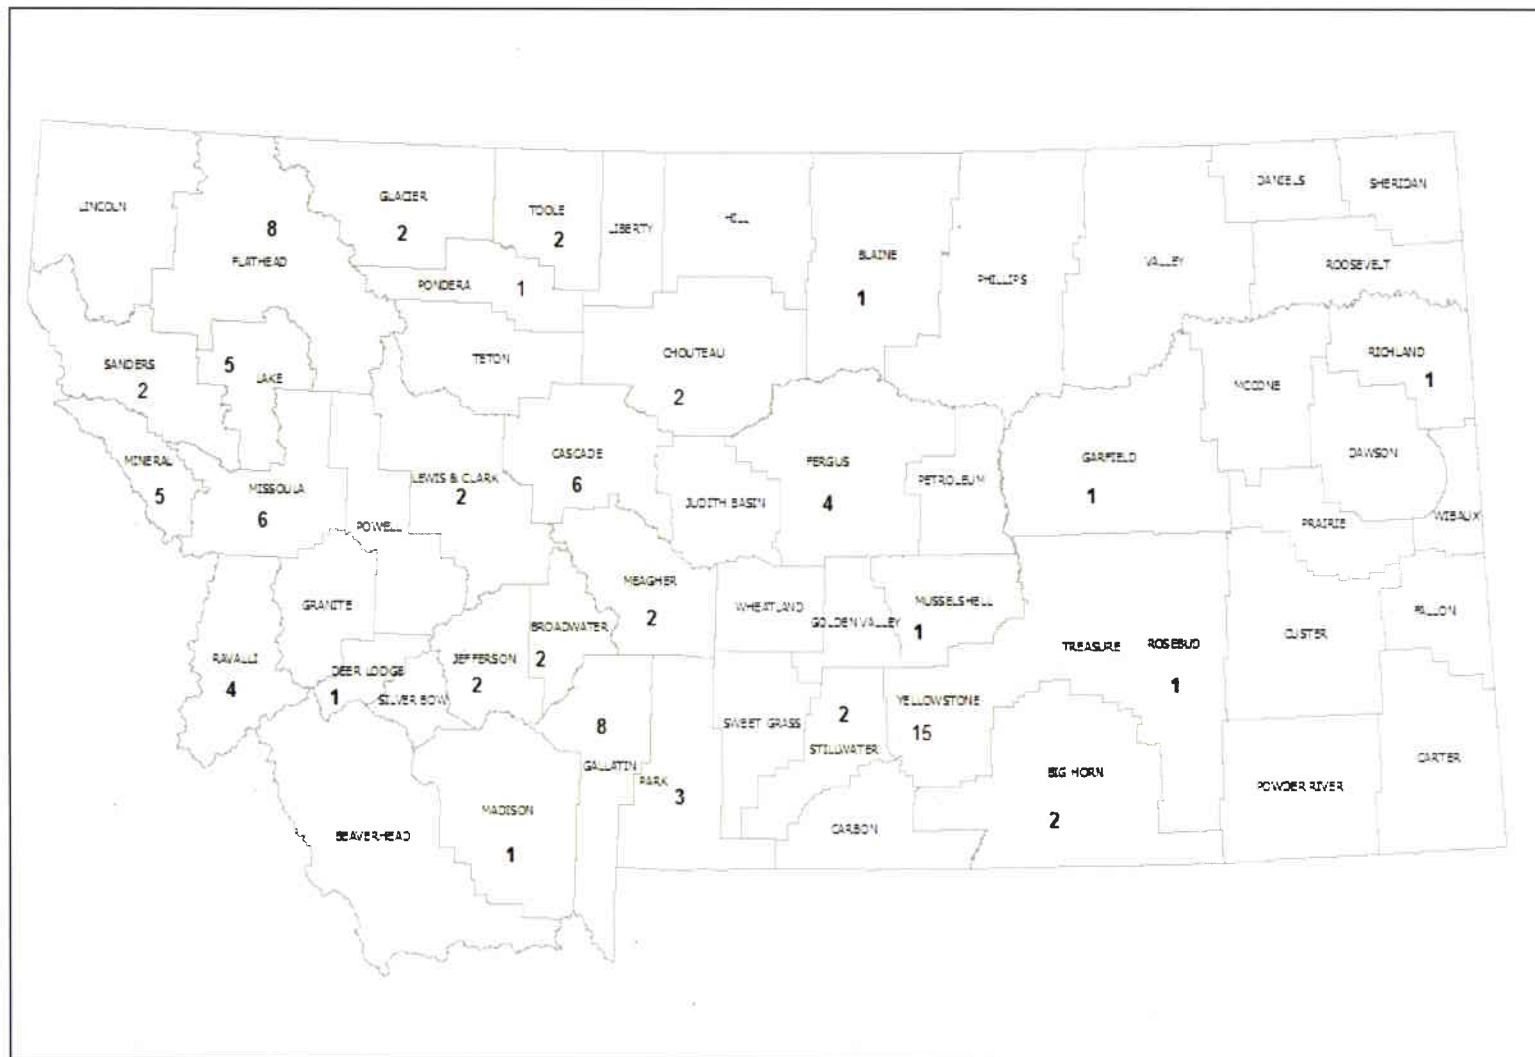 LINCOLN
8
FLATHEAD
GLACIER
2
TOOLE
2
LIBERTY
HILL
BLAINE
1
PHILLIPS
VALLEY
DANIELS
SHERIDAN
ROOSEVELT
PONDERA 1
TETON
CHOUTEAU
2
SANDERS
2
5
LAKE
MINERAL
5
MISSOULA
6
POWELL
LEWIS & CLARK
2
CASCADE
6
JUDITH BASIN
FERGUS
4
PETROLEUM
GARFIELD
1
MCCONE
RICHLAND
1
DAWSON
PRAIRIE
WIBAUX
RAVALLI
4
GRANITE
DEER LODGE
1
SILVER BOW
JEFFERSON
2
BROADWATER
2
MEAGHER
2
WHEATLAND
GOLDEN VALLEY
MUSSELSHELL
1
TREASURE
ROSEBUD
1
CUSTER
FALLON
BEAVERHEAD
MADISON
1
8
GALLATIN
PARK
3
SWEET GRASS
2
STILLWATER
YELLOWSTONE
15
CARBON
BIG HORN
2
POWDER RIVER
CARTER